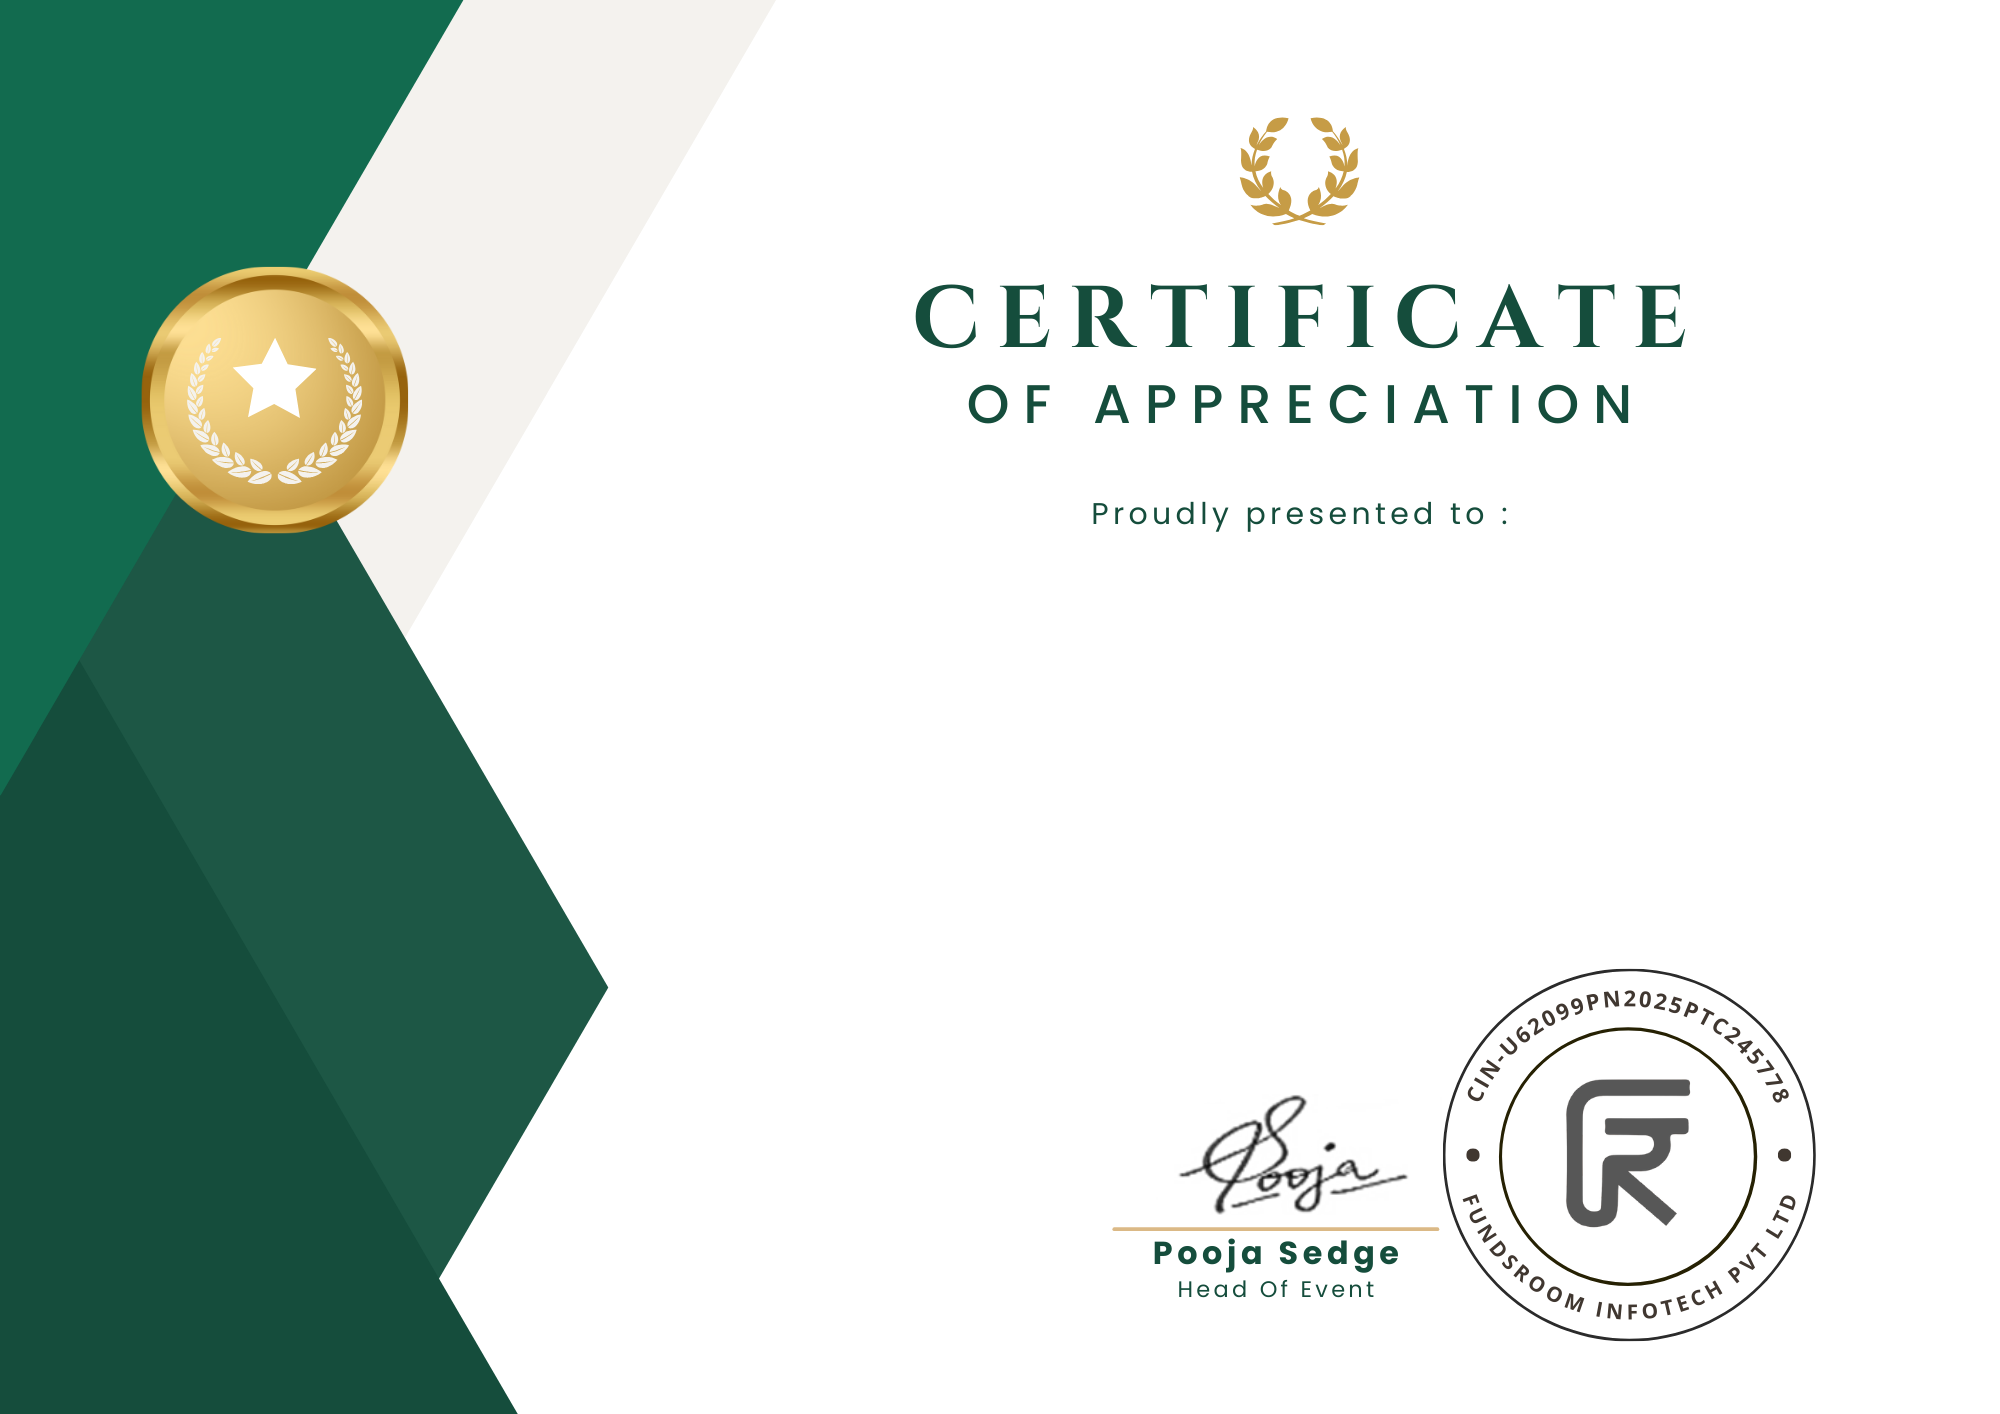 CERTIFICATE
OF APPRECIATION
Proudly presented to :
Pooja
Pooja Sedge
Head Of Event
CIN-U62099PN2025PTC245778
FUNDSROOM INFOTECH PVT LTD